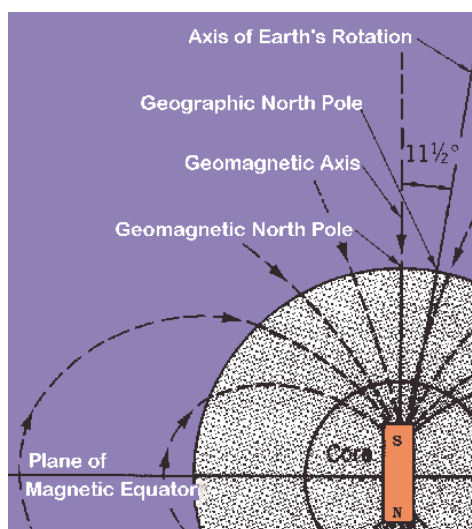 Axis of Earth's Rotation
Geographic North Pole
11½°
Geomagnetic Axis
Geomagnetic North Pole
S
Core
Plane of
Magnetic Equator
N